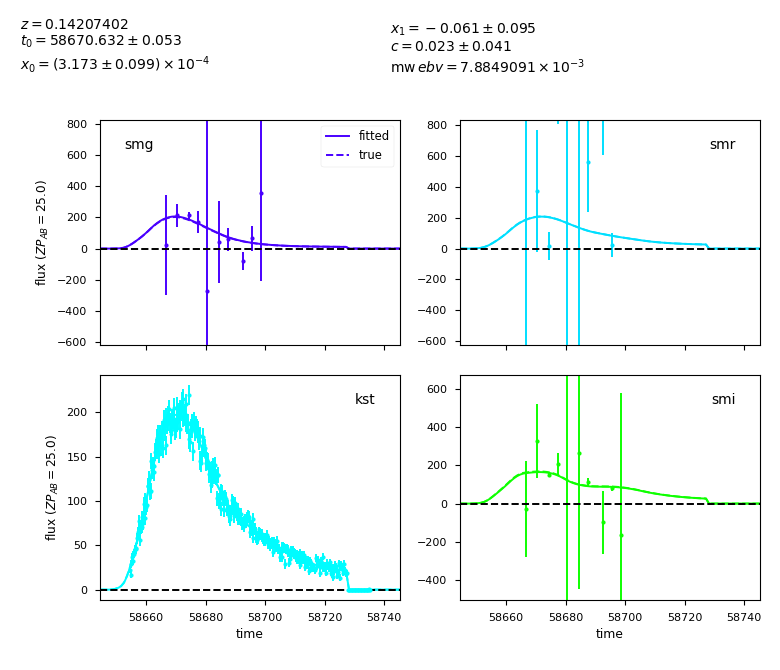 z = 0.14207402
t₀ = 58670.632 ± 0.053
x₀ = (3.173 ± 0.099) × 10⁻⁴
x₁ = −0.061 ± 0.095
c = 0.023 ± 0.041
mw ebv = 7.8849091 × 10⁻³
800
600
400
200
0
−200
−400
−600
flux (ZP_AB = 25.0)
smg
fitted
true
800
600
400
200
0
−200
−400
−600
smr
200
150
100
50
0
flux (ZP_AB = 25.0)
kst
58660 58680 58700 58720 58740
time
600
400
200
0
−200
−400
smi
58660 58680 58700 58720 58740
time